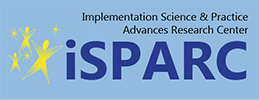 Implementation Science & Practice
Advances Research Center
iSPARC